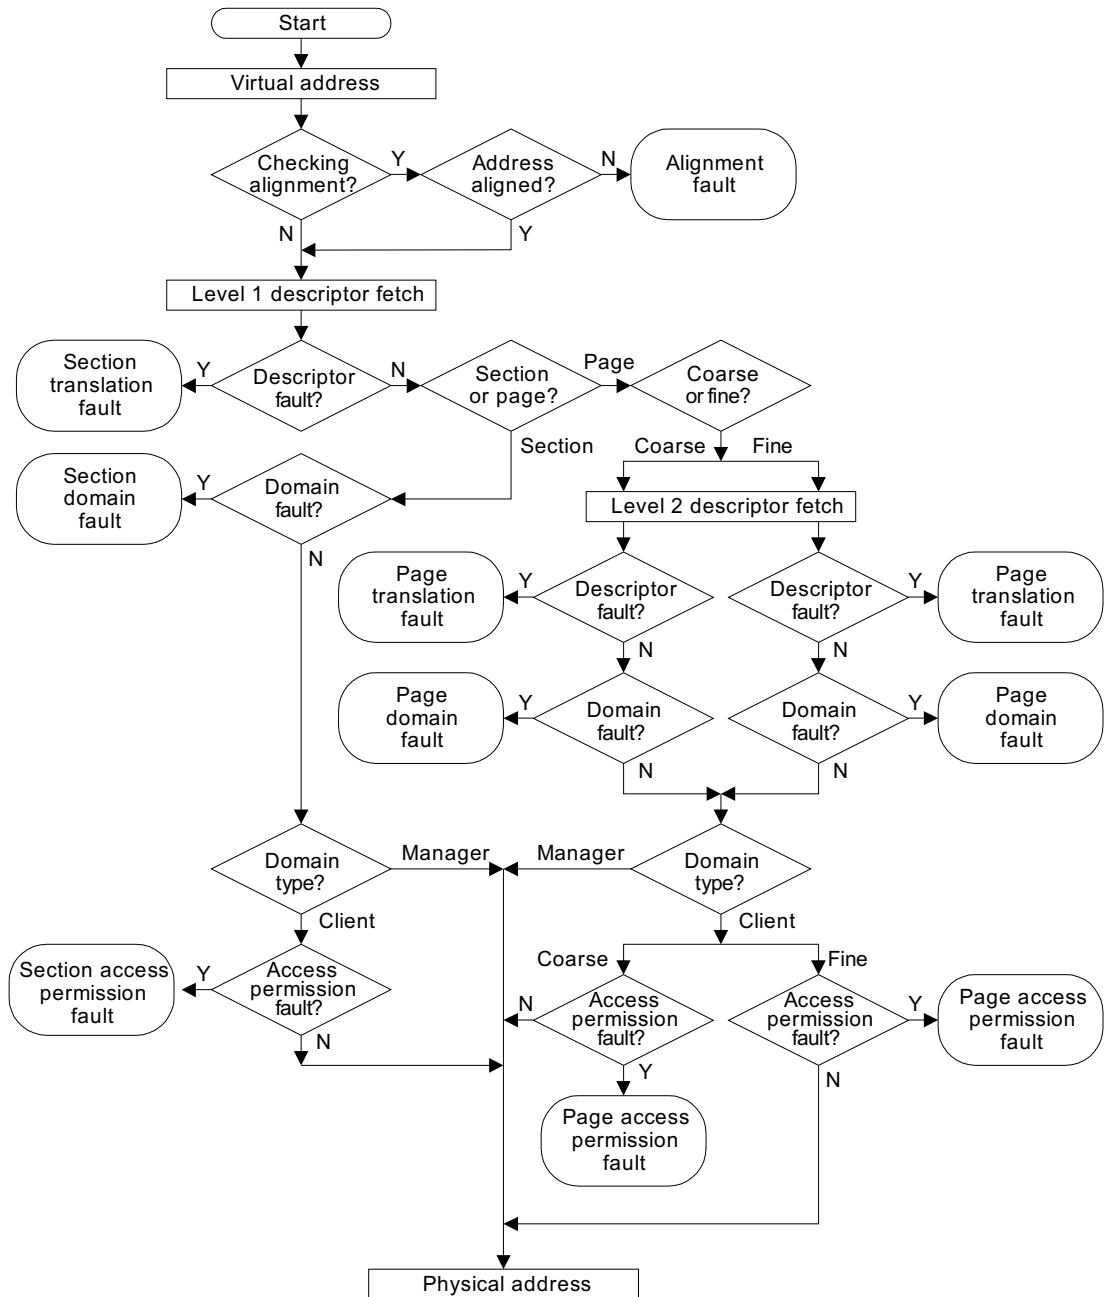 Start
Virtual address
Checking
alignment?
Y
Address
aligned?
N
Alignment
fault
N
Y
Level 1 descriptor fetch
Section
translation
fault
Y
Descriptor
fault?
N
Section
or page?
Page
Coarse
or fine?
Section
Coarse
Fine
Section
domain
fault
Y
Domain
fault?
N
Level 2 descriptor fetch
Page
translation
fault
Y
Descriptor
fault?
N
Descriptor
fault?
Y
Page
translation
fault
N
Page
domain
fault
Y
Domain
fault?
N
Domain
fault?
Y
Page
domain
fault
N
Domain
type?
Manager
Manager
Domain
type?
Client
Client
Section access
permission
fault
Y
Access
permission
fault?
N
Coarse
Fine
N
Access
permission
fault?
Y
Access
permission
fault?
Y
Page access
permission
fault
N
Page access
permission
fault
Physical address